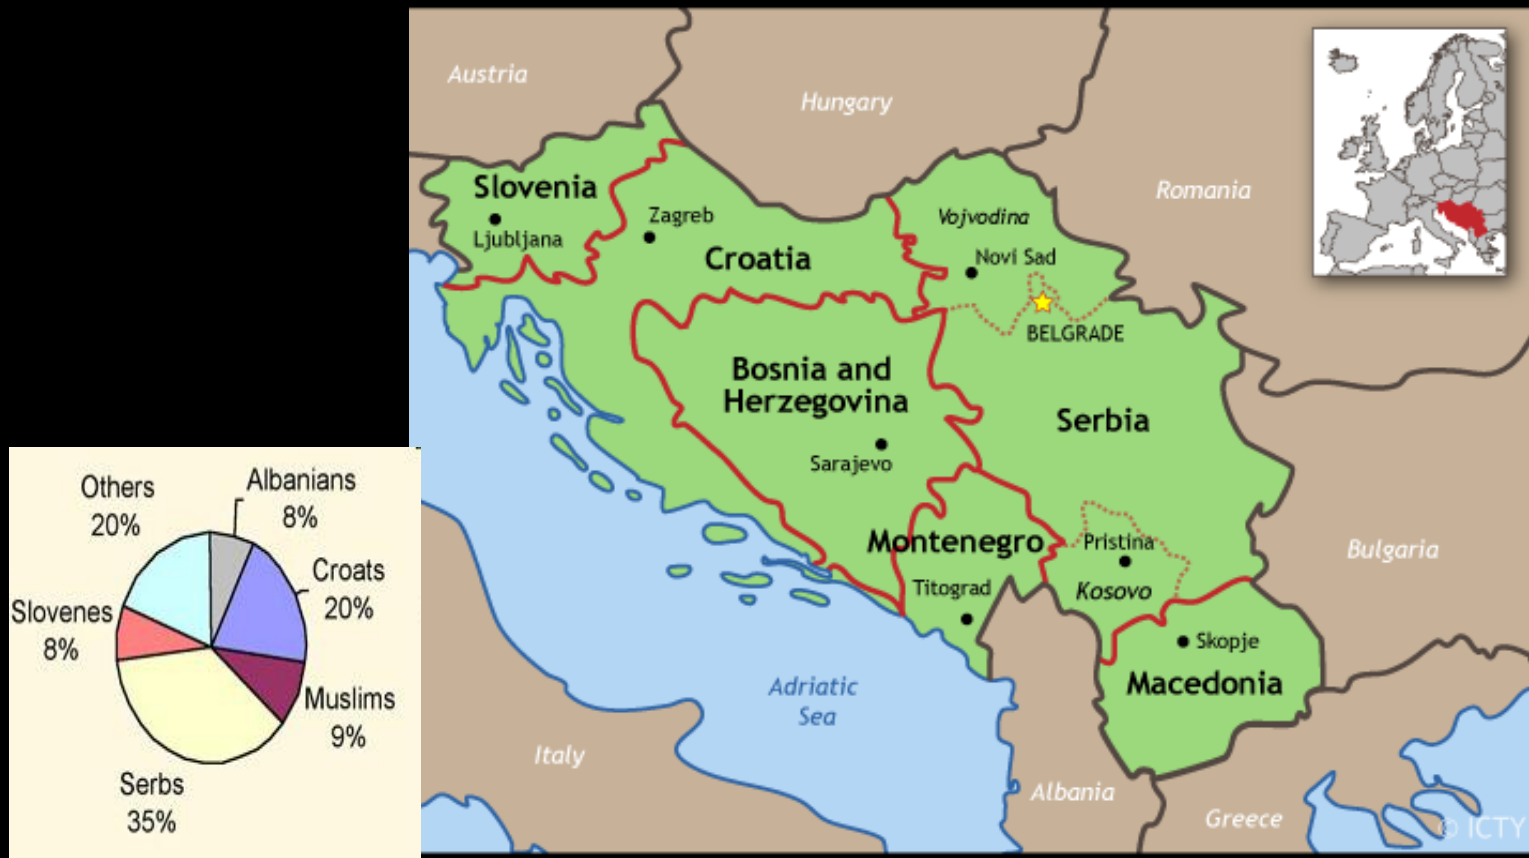 Austria
Hungary
Romania
Slovenia
Ljubljana
Zagreb
Croatia
Vojvodina
Novi Sad
BELGRADE
Bosnia and
Herzegovina
Sarajevo
Serbia
Montenegro
Titograd
Pristina
Kosovo
Skopje
Macedonia
Bulgaria
Adriatic
Sea
Italy
Albania
Greece
© ICTY
Others
20%
Albanians
8%
Croats
20%
Slovenes
8%
Muslims
9%
Serbs
35%